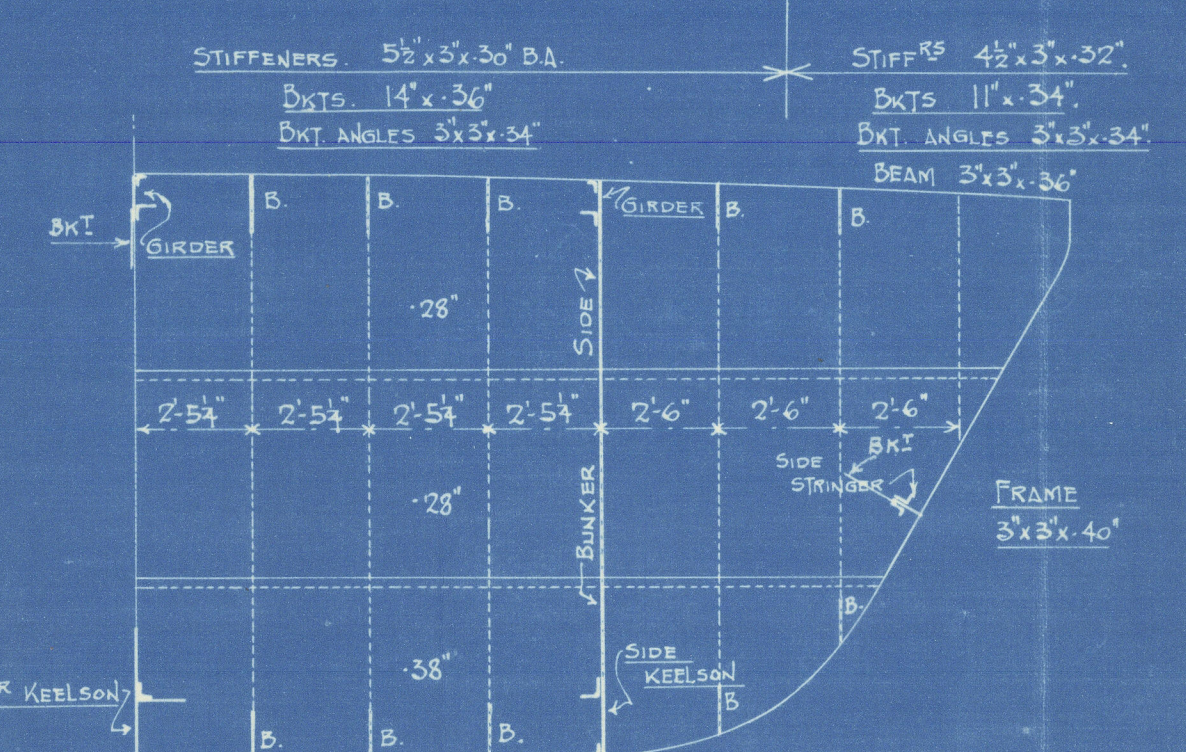 STIFFENERS. 5½"x3"x.30" B.A.
BKTS. 14"x.36"
BKT. ANGLES 3"x3"x.34"
STIFFRS 4½"x3"x.32".
BKTS 11"x.34".
BKT. ANGLES 3"x3"x.34".
BEAM 3"x3"x.36"
BKT
GIRDER
B.
B.
B.
GIRDER
B.
B.
.28"
SIDE
2'-5¼"
2'-5¼"
2'-5¼"
2'-5¼"
2'-6"
2'-6"
2'-6"
BKT
SIDE
STRINGER
.28"
BUNKER
FRAME
3"x3"x.40"
B.
.38"
SIDE
KEELSON
R KEELSON
B
B.
B.
B.